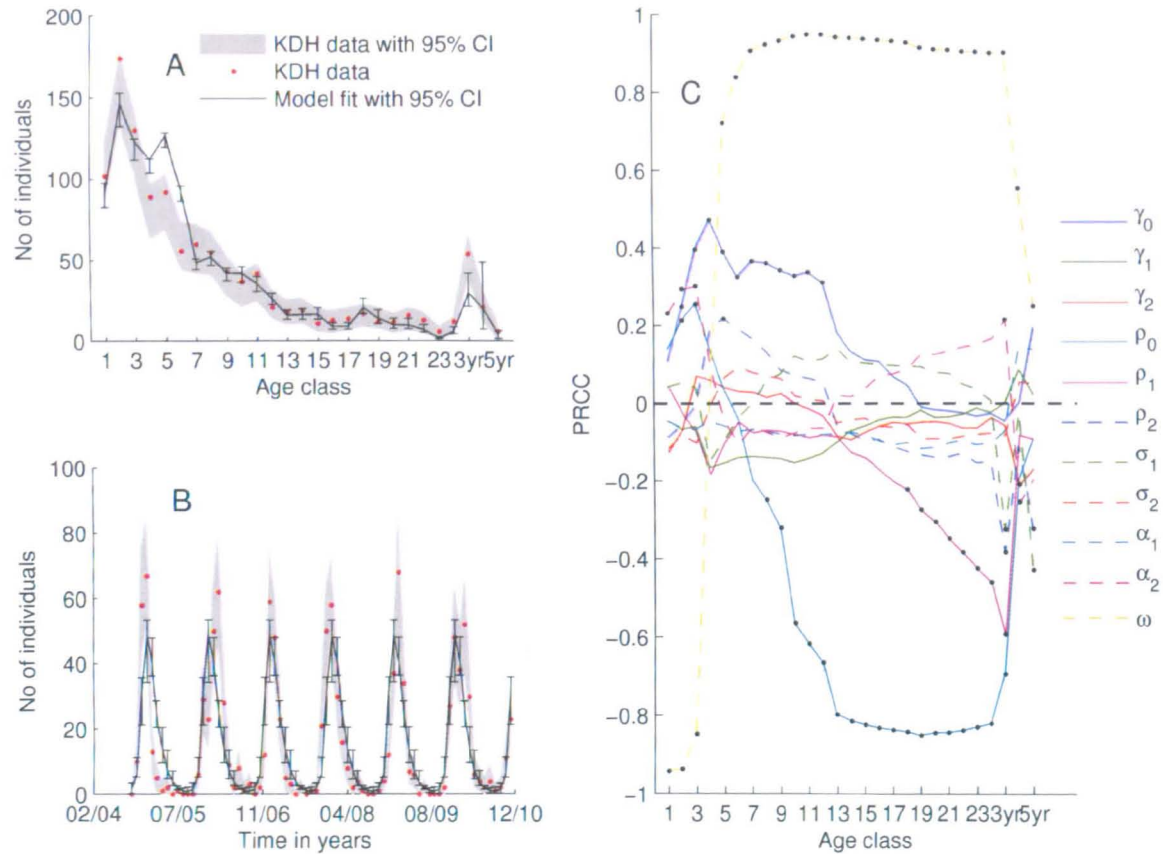 200
150
100
50
0
No of individuals
A
KDH data with 95% CI
KDH data
Model fit with 95% CI
1 3 5 7 9 11 13 15 17 19 21 23 3yr 5yr
Age class
100
80
60
40
20
0
No of individuals
B
02/04 07/05 11/06 04/08 08/09 12/10
Time in years
1
0.8
0.6
0.4
0.2
0
−0.2
−0.4
−0.6
−0.8
−1
PRCC
C
1 3 5 7 9 11 13 15 17 19 21 23 3yr 5yr
Age class
γ0
γ1
γ2
ρ0
ρ1
ρ2
σ1
σ2
α1
α2
ω